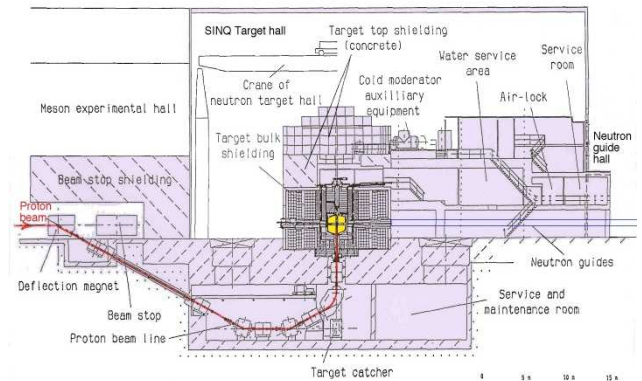 SINQ Target hall
Target top shielding
(concrete)
Water service
area
Service
room
Crane of
neutron target hall
Cold moderator
auxilliary
equipment
Air-lock
Meson experimental hall
Target bulk
shielding
Neutron
guide
hall
Beam stop shielding
Proton
beam
Deflection magnet
Neutron guides
Beam stop
Service and
maintenance room
Proton beam line
Target catcher
0 5 m 10 m 15 m